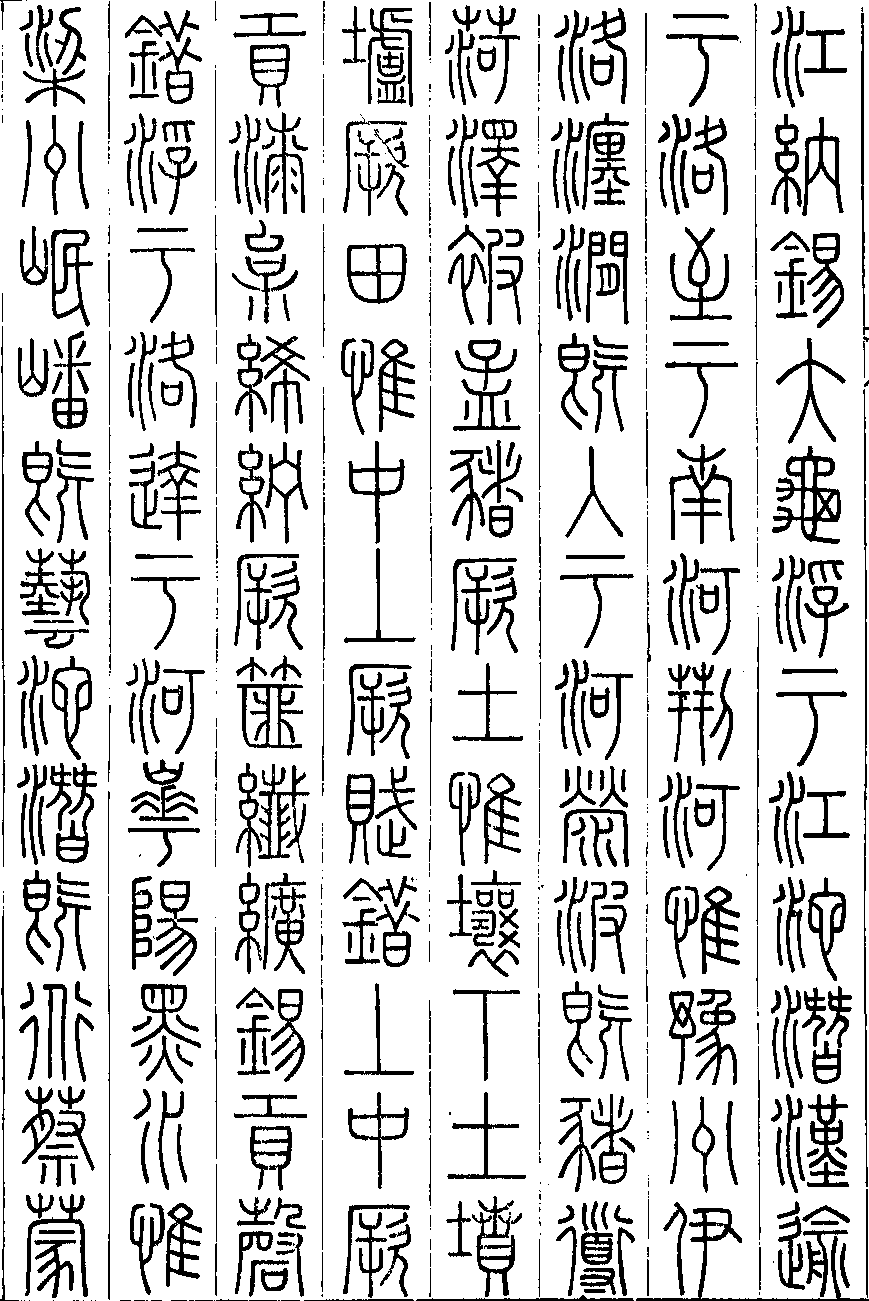 江納錫大龜浮于江沱潛漢逾
于洛至于南河荊河惟豫州伊
洛瀍澗既入于河滎波既豬導
菏澤被孟豬厥土惟壤下土墳
壚厥田惟中上厥賦錯上中厥
貢漆枲絺紵厥篚纖纊錫貢磬
錯浮于洛達于河華陽黑水惟
梁州岷嶓既藝沱潛既道蔡蒙